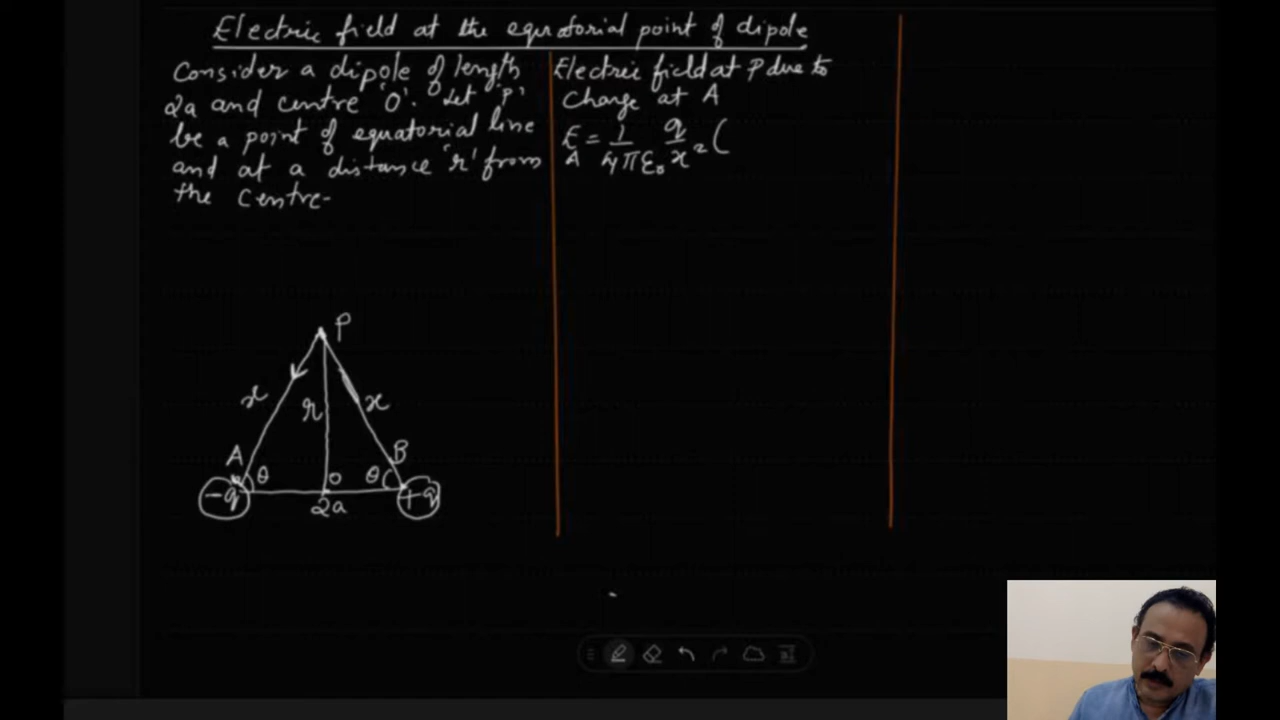 Electric field at the equatorial point of dipole
Consider a dipole of length
2a and centre 'O'. Let 'P'
be a point of equatorial line
and at a distance 'r' from
the centre-
Electric field at P due to
Charge at A
E_A = 1/4πε₀ q/x² (
P
x
r
x
A
B
θ
O
θ
-q
2a
+q